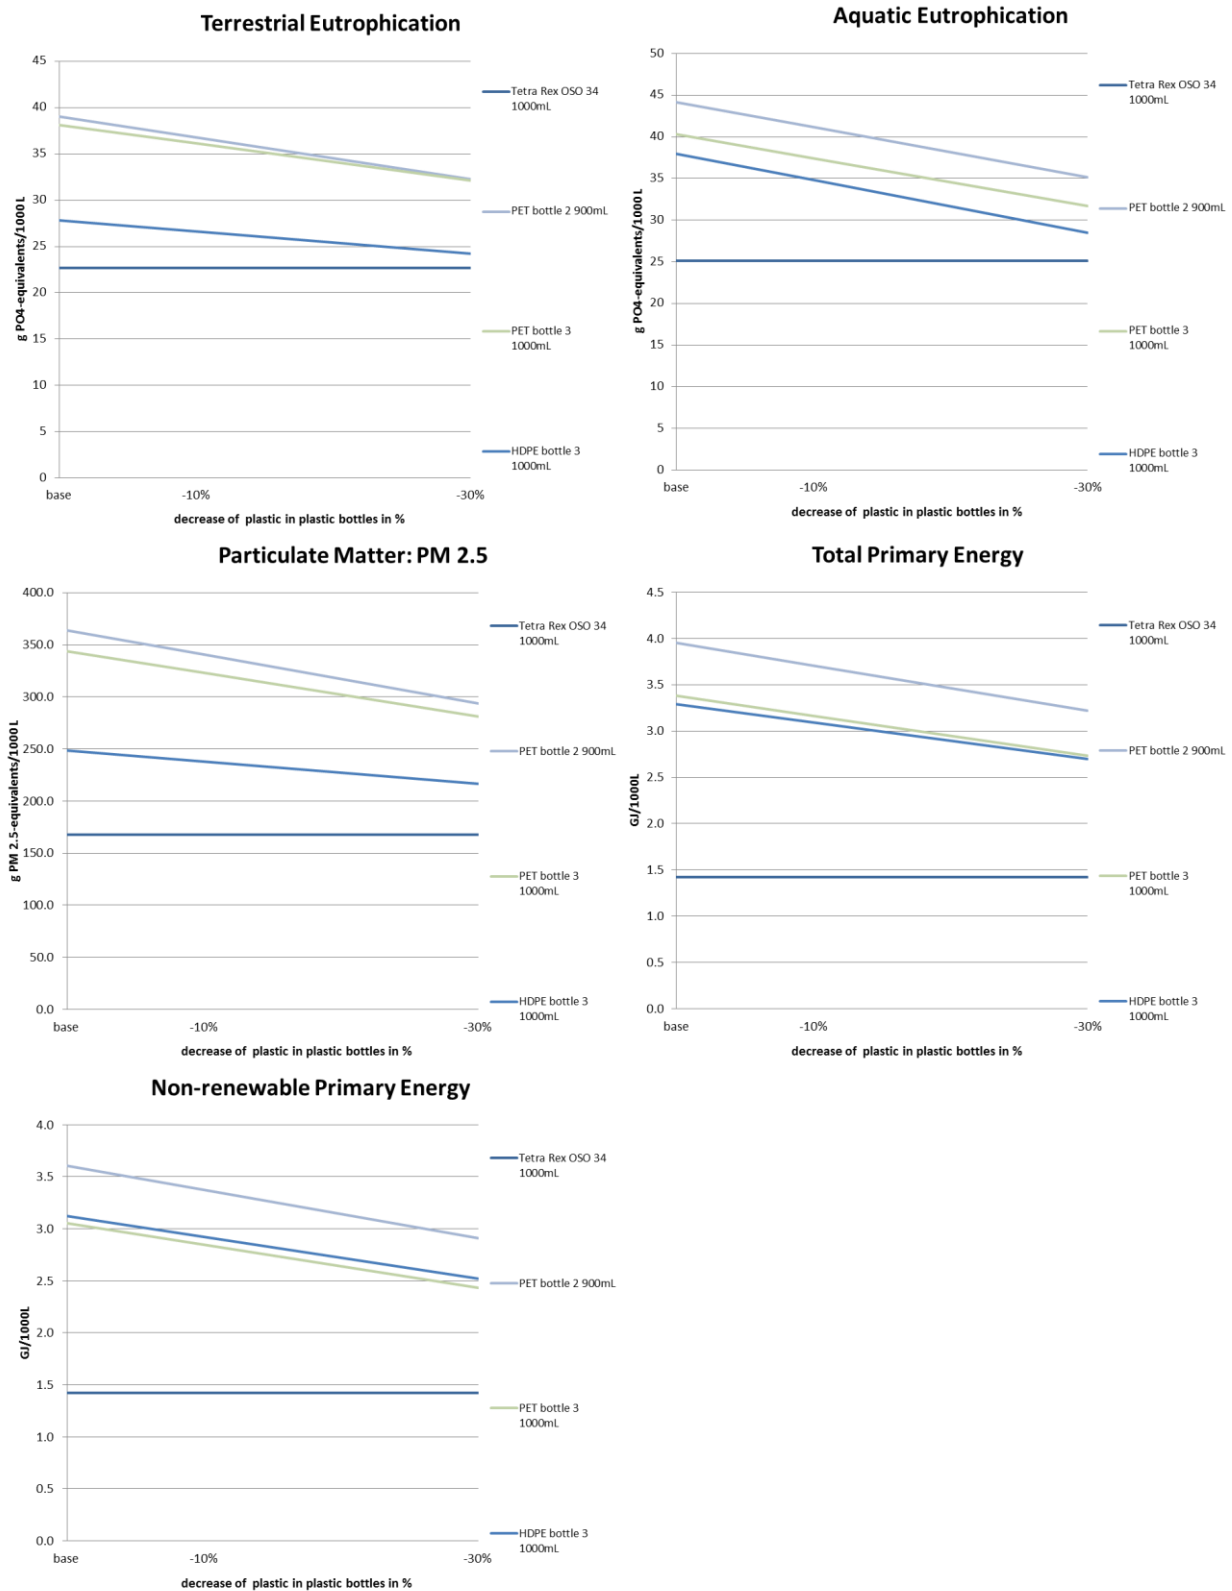 Terrestrial Eutrophication
45
40
35
30
25
20
15
10
5
0
g PO4-equivalents/1000 L
base
-10%
-30%
decrease of plastic in plastic bottles in %
Tetra Rex OSO 34
1000mL
PET bottle 2 900mL
PET bottle 3
1000mL
HDPE bottle 3
1000mL
Aquatic Eutrophication
50
45
40
35
30
25
20
15
10
5
0
g PO4-equivalents/1000 L
base
-10%
-30%
decrease of plastic in plastic bottles in %
Tetra Rex OSO 34
1000mL
PET bottle 2 900mL
PET bottle 3
1000mL
HDPE bottle 3
1000mL
Particulate Matter: PM 2.5
400.0
350.0
300.0
250.0
200.0
150.0
100.0
50.0
0.0
g PM 2.5-equivalents/1000 L
base
-10%
-30%
decrease of plastic in plastic bottles in %
Tetra Rex OSO 34
1000mL
PET bottle 2 900mL
PET bottle 3
1000mL
HDPE bottle 3
1000mL
Total Primary Energy
4.5
4.0
3.5
3.0
2.5
2.0
1.5
1.0
0.5
0.0
GJ/1000L
base
-10%
-30%
decrease of plastic in plastic bottles in %
Tetra Rex OSO 34
1000mL
PET bottle 2 900mL
PET bottle 3
1000mL
HDPE bottle 3
1000mL
Non-renewable Primary Energy
4.0
3.5
3.0
2.5
2.0
1.5
1.0
0.5
0.0
GJ/1000L
base
-10%
-30%
decrease of plastic in plastic bottles in %
Tetra Rex OSO 34
1000mL
PET bottle 2 900mL
PET bottle 3
1000mL
HDPE bottle 3
1000mL